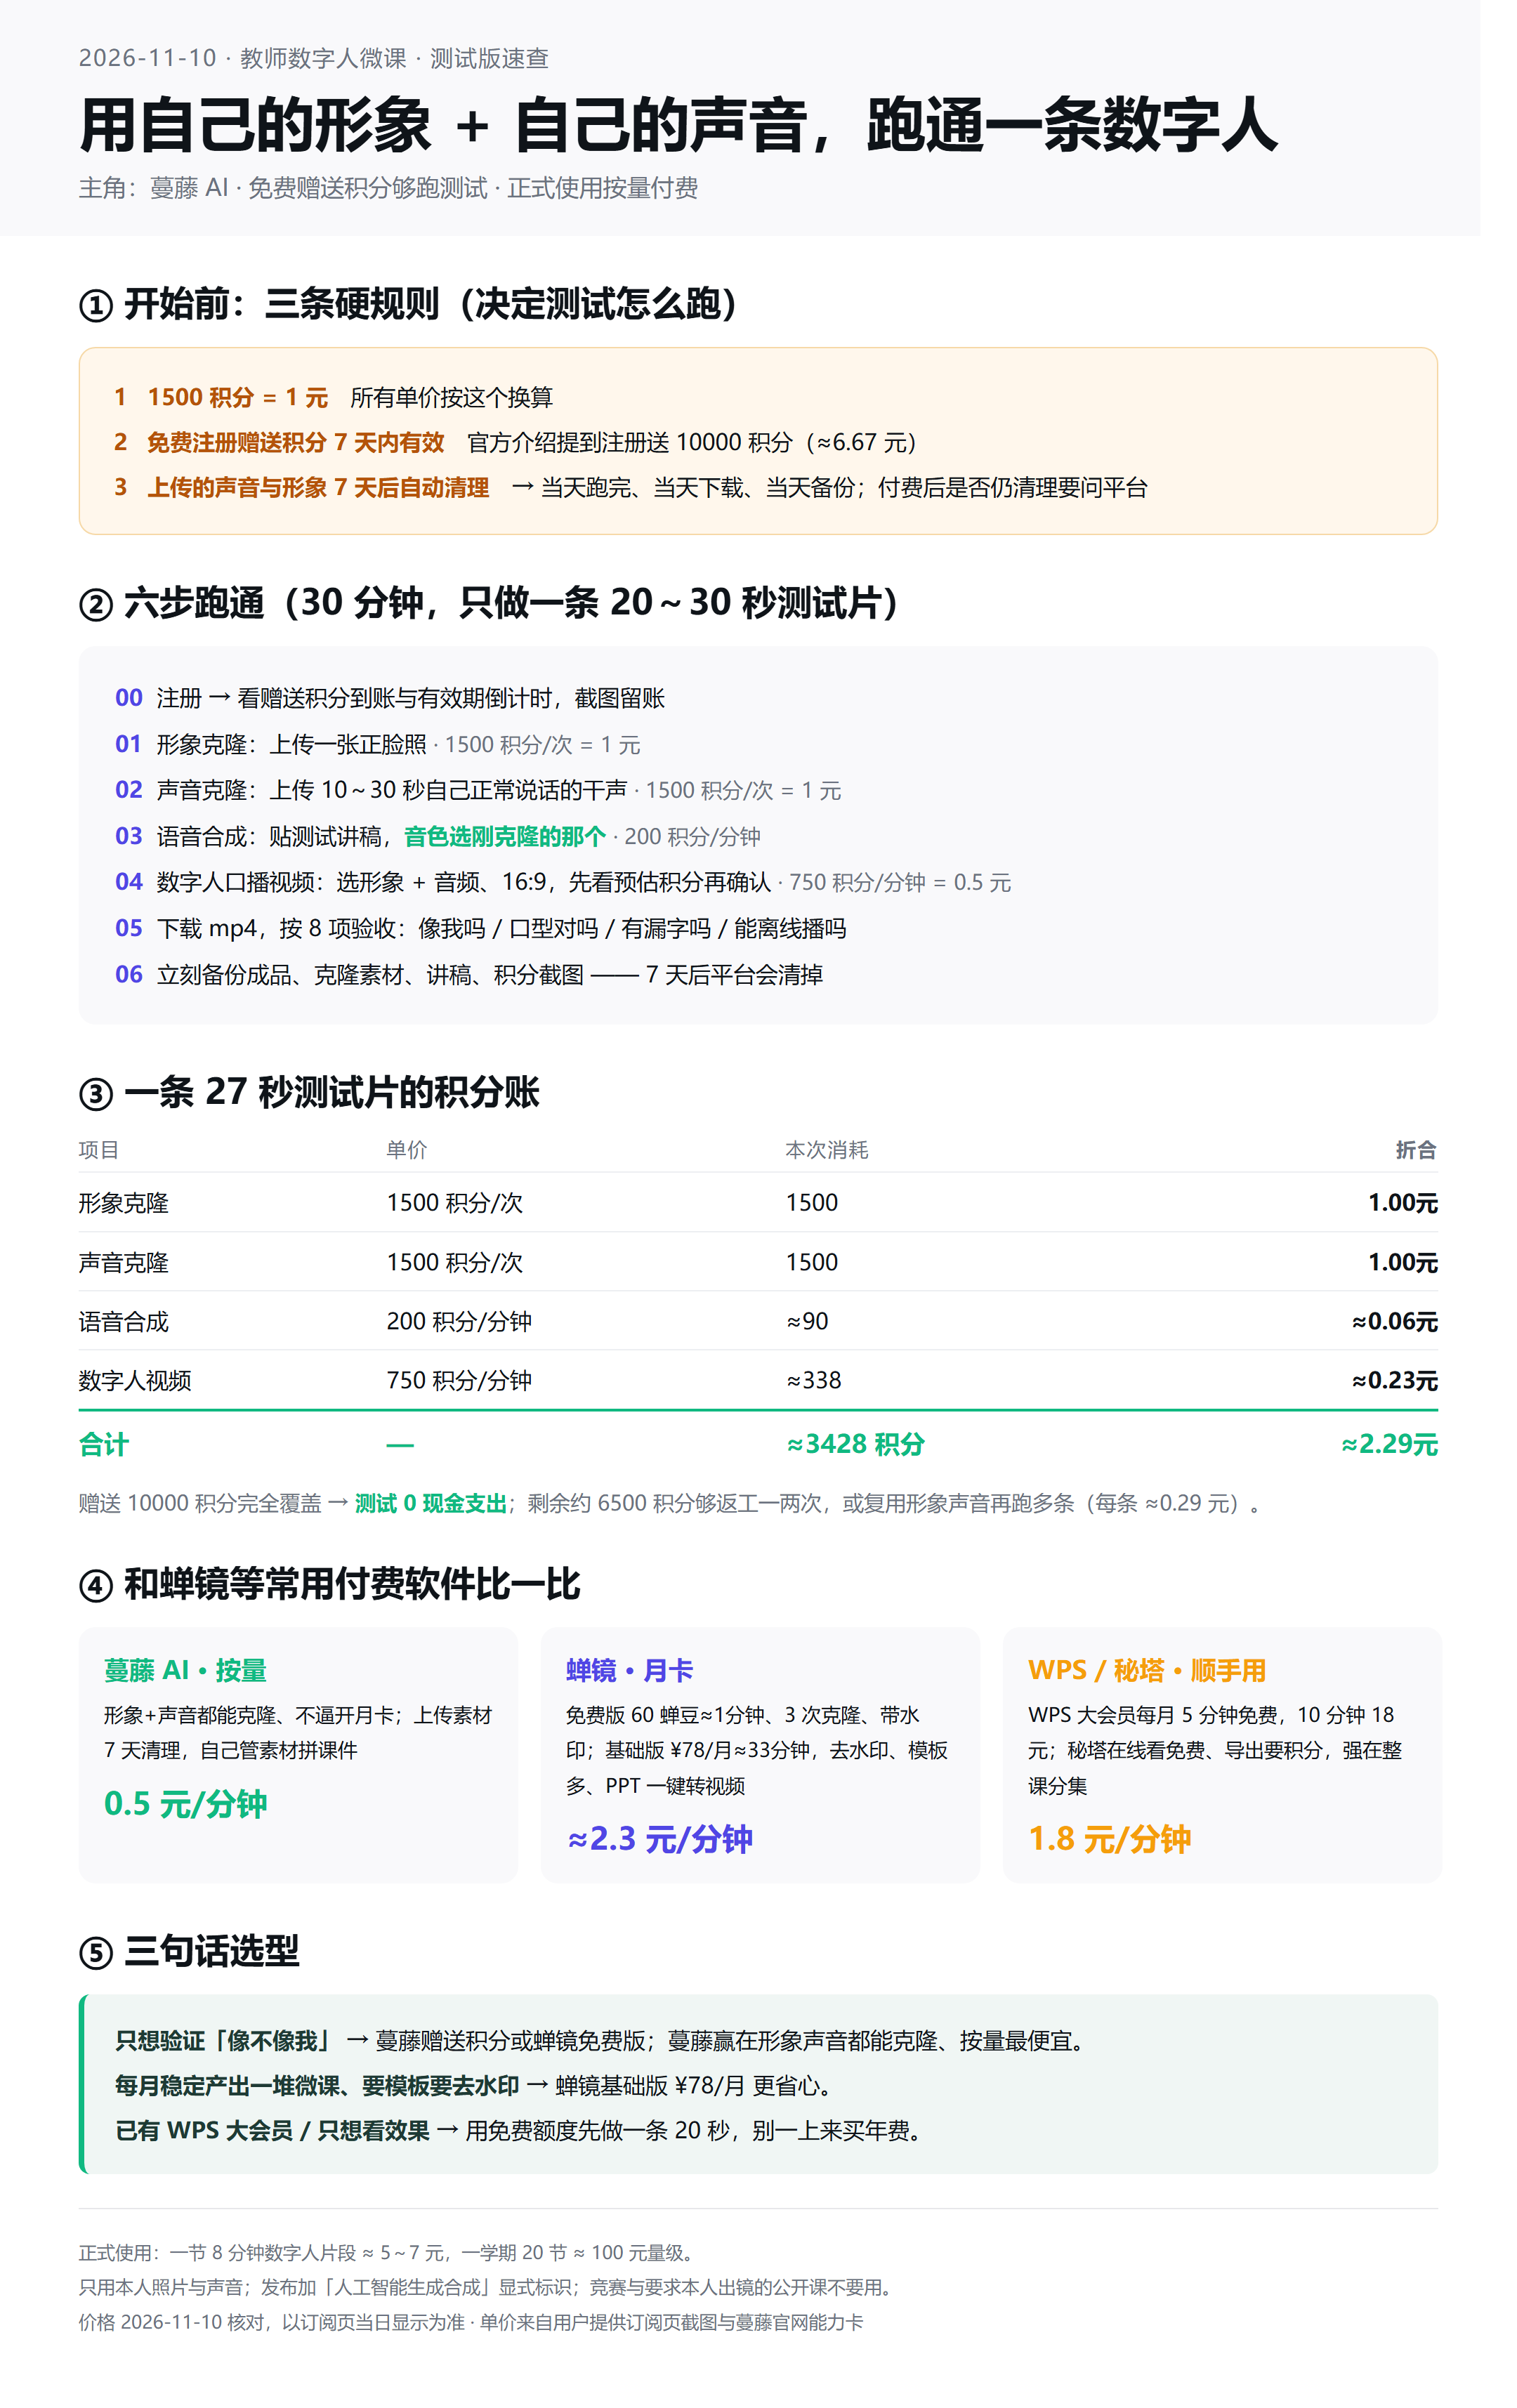 2026-11-10 · 教师数字人微课 · 测试版速查
用自己的形象 + 自己的声音，跑通一条数字人
主角：蔓藤 AI · 免费赠送积分够跑测试 · 正式使用按量付费
① 开始前：三条硬规则（决定测试怎么跑）
1 1500 积分 = 1 元 所有单价按这个换算
2 免费注册赠送积分 7 天内有效 官方介绍提到注册送 10000 积分（≈6.67 元）
3 上传的声音与形象 7 天后自动清理 → 当天跑完、当天下载、当天备份；付费后是否仍清理要问平台
② 六步跑通（30 分钟，只做一条 20～30 秒测试片）
00 注册 → 看赠送积分到账与有效期倒计时，截图留账
01 形象克隆：上传一张正脸照 · 1500 积分/次 = 1 元
02 声音克隆：上传 10～30 秒自己正常说话的干声 · 1500 积分/次 = 1 元
03 语音合成：贴测试讲稿，音色选刚克隆的那个 · 200 积分/分钟
04 数字人口播视频：选形象 + 音频、16:9，先看预估积分再确认 · 750 积分/分钟 = 0.5 元
05 下载 mp4，按 8 项验收：像我吗 / 口型对吗 / 有漏字吗 / 能离线播吗
06 立刻备份成品、克隆素材、讲稿、积分截图 —— 7 天后平台会清掉
③ 一条 27 秒测试片的积分账
项目 单价 本次消耗 折合
形象克隆 1500 积分/次 1500 1.00元
声音克隆 1500 积分/次 1500 1.00元
语音合成 200 积分/分钟 ≈90 ≈0.06元
数字人视频 750 积分/分钟 ≈338 ≈0.23元
合计 — ≈3428 积分 ≈2.29元
赠送 10000 积分完全覆盖 → 测试 0 现金支出；剩余约 6500 积分够返工一两次，或复用形象声音再跑多条（每条 ≈0.29 元）。
④ 和蝉镜等常用付费软件比一比
蔓藤 AI · 按量
形象+声音都能克隆、不逼开月卡；上传素材
7 天清理，自己管素材拼课件
0.5 元/分钟
蝉镜 · 月卡
免费版 60 蝉豆≈1分钟、3 次克隆、带水
印；基础版 ¥78/月≈33分钟，去水印、模板
多、PPT 一键转视频
≈2.3 元/分钟
WPS / 秘塔 · 顺手用
WPS 大会员每月 5 分钟免费，10 分钟 18
元；秘塔在线看免费、导出要积分，强在整
课分集
1.8 元/分钟
⑤ 三句话选型
只想验证「像不像我」 → 蔓藤赠送积分或蝉镜免费版；蔓藤赢在形象声音都能克隆、按量最便宜。
每月稳定产出一堆微课、要模板要去水印 → 蝉镜基础版 ¥78/月 更省心。
已有 WPS 大会员 / 只想看效果 → 用免费额度先做一条 20 秒，别一上来买年费。
正式使用：一节 8 分钟数字人片段 ≈ 5～7 元，一学期 20 节 ≈ 100 元量级。
只用本人照片与声音；发布加「人工智能生成合成」显式标识；竞赛与要求本人出镜的公开课不要用。
价格 2026-11-10 核对，以订阅页当日显示为准 · 单价来自用户提供订阅页截图与蔓藤官网能力卡